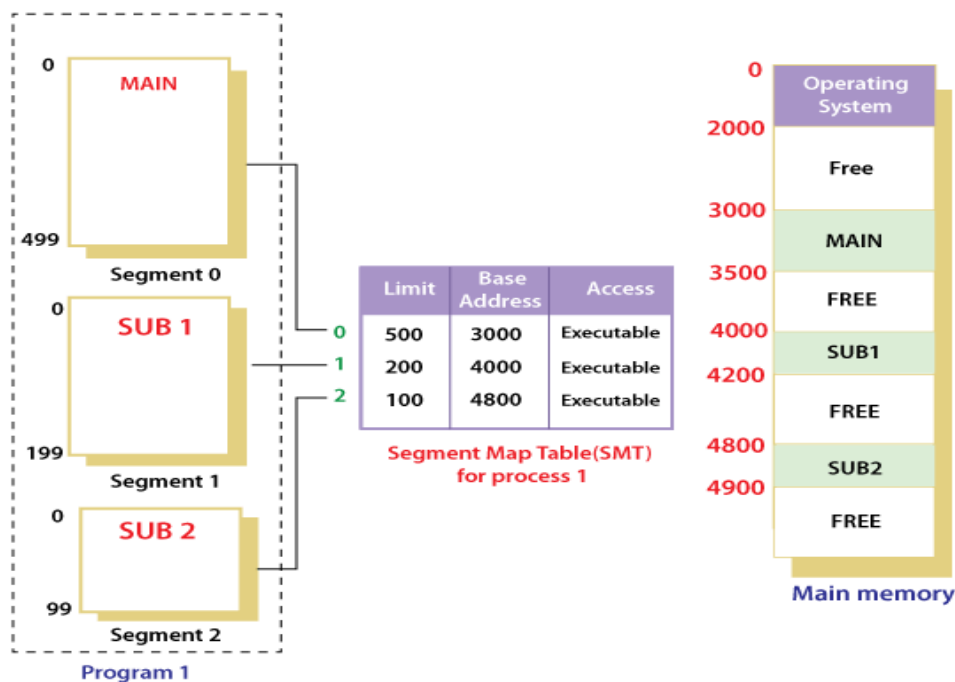 0
MAIN
499
Segment 0
0
SUB 1
199
Segment 1
0
SUB 2
99
Segment 2
Program 1
Limit Base Address Access
0 500 3000 Executable
1 200 4000 Executable
2 100 4800 Executable
Segment Map Table(SMT)
for process 1
0
Operating
System
2000
Free
3000
MAIN
3500
FREE
4000
SUB1
4200
FREE
4800
SUB2
4900
FREE
Main memory